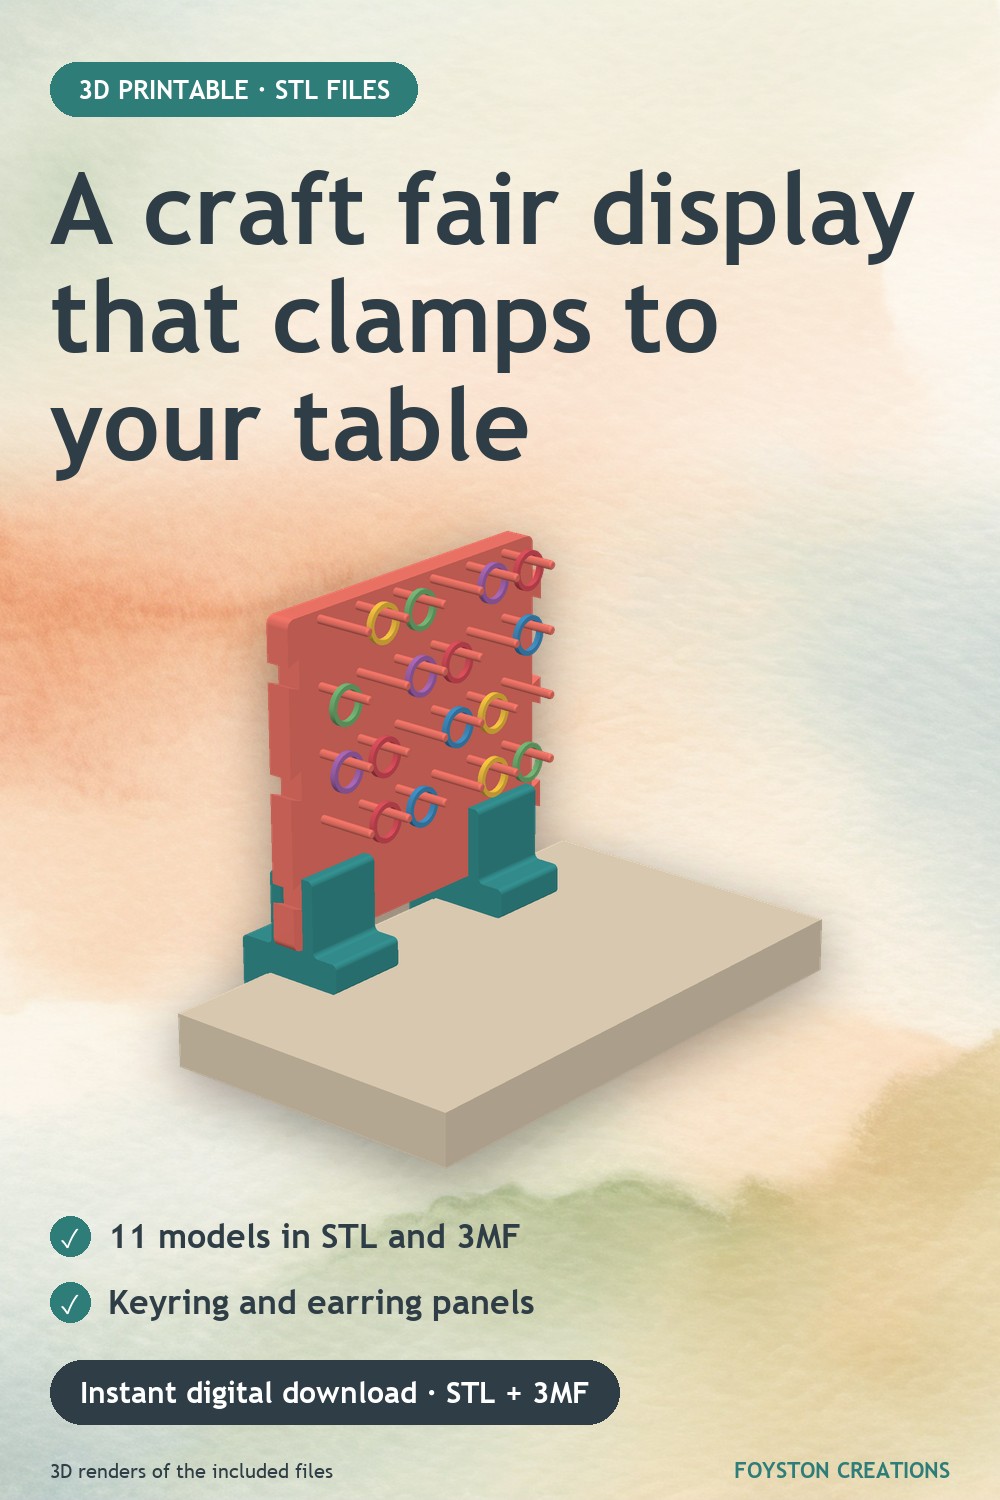 3D PRINTABLE · STL FILES
A craft fair display
that clamps to
your table
11 models in STL and 3MF
Keyring and earring panels
Instant digital download · STL + 3MF
3D renders of the included files
FOYSTON CREATIONS